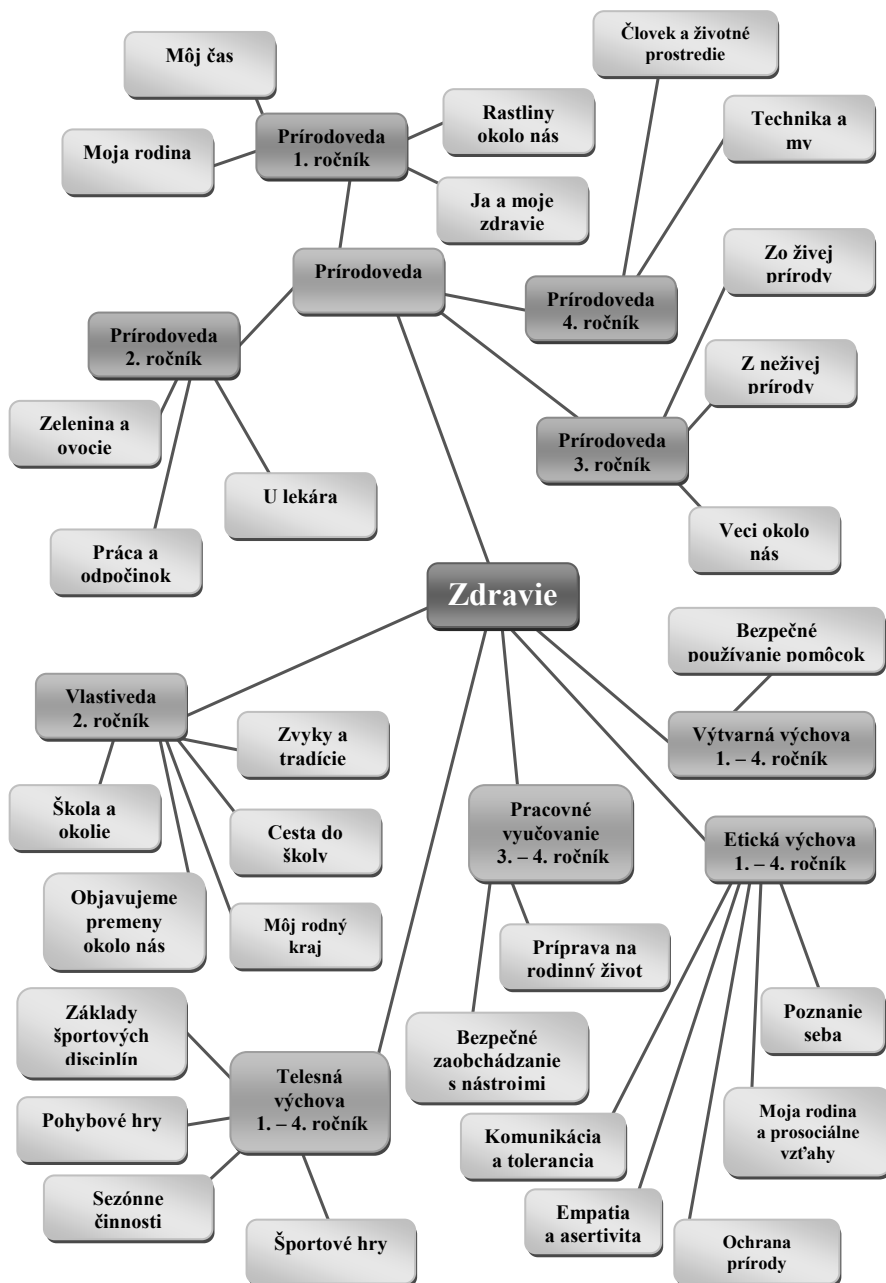 Človek a životné
prostredie
Môj čas
Rastliny
okolo nás
Technika a
my
Prírodoveda
1. ročník
Moja rodina
Ja a moje
zdravie
Zo živej
prírody
Prírodoveda
Prírodoveda
4. ročník
Prírodoveda
2. ročník
Z neživej
prírody
Zelenina a
ovocie
Prírodoveda
3. ročník
U lekára
Veci okolo
nás
Práca a
odpočinok
Zdravie
Bezpečné
používanie pomôcok
Vlastiveda
2. ročník
Zvyky a
tradície
Výtvarná výchova
1. – 4. ročník
Škola a
okolie
Cesta do
školy
Pracovné
vyučovanie
3. – 4. ročník
Etická výchova
1. – 4. ročník
Objavujeme
premeny
okolo nás
Môj rodný
kraj
Príprava na
rodinný život
Základy
športových
disciplín
Poznanie
seba
Bezpečné
zaobchádzanie
s nástrojmi
Telesná
výchova
1. – 4. ročník
Pohybové hry
Moja rodina
a prosociálne
vzťahy
Komunikácia
a tolerancia
Sezónne
činnosti
Empatia
a asertivita
Športové hry
Ochrana
prírody